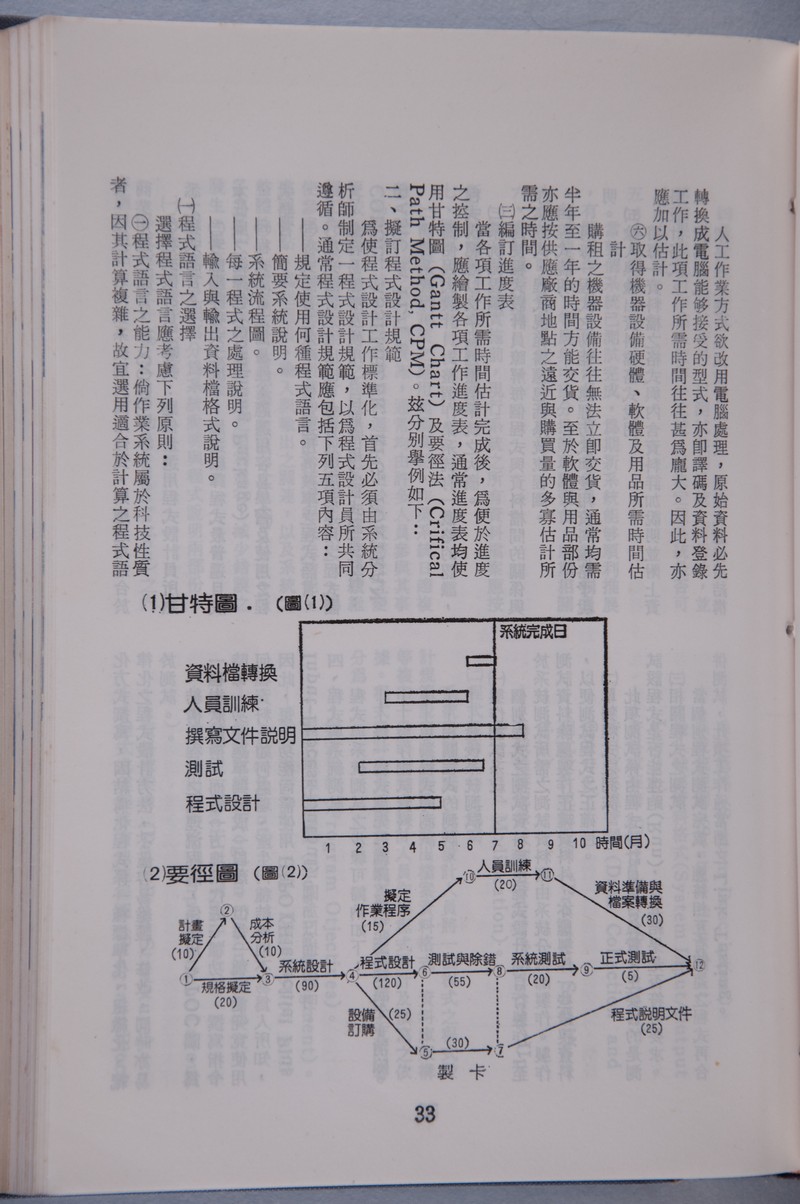 人工作業方式欲改用電腦處理，原始資料必先
轉換成電腦能够接受的型式，亦卽譯碼及資料登錄
工作，此項工作所需時間往往甚爲龐大。因此，亦
應加以估計。
㈥取得機器設備硬體、軟體及用品所需時間估
計
購租之機器設備往往無法立卽交貨，通常均需
半年至一年的時間方能交貨。至於軟體與用品部份
亦應按供應廠商地點之遠近與購買量的多寡估計所
需之時間。
㈢編訂進度表
當各項工作所需時間估計完成後，爲便於進度
之控制，應繪製各項工作進度表，通常進度表均使
用甘特圖（Gantt Chart）及要徑法（Crifical
Path Method, CPM）。玆分別擧例如下：
二、擬訂程式設計規範
爲使程式設計工作標準化，首先必須由系統分
析師制定一程式設計規範，以爲程式設計員所共同
遵循。通常程式設計規範應包括下列五項內容：
——規定使用何種程式語言。
簡要系統說明。
——系統流程圖。
——每一程式之處理說明。
——輸入與輸出資料檔格式說明。
㈠程式語言之選擇
選擇程式語言應考慮下列原則：
㊀程式語言之能力：倘作業系統屬於科技性質
者，因其計算複雜，故宜選用適合於計算之程式語
(1)甘特圖．（圖(1)）
系統完成日
資料檔轉換
人員訓練
撰寫文件説明
測試
程式設計
1 2 3 4 5 6 7 8 9 10 時間(月)
(2)要徑圖（圖(2)）
①
計畫
擬定
(10)
②
成本
分析
(10)
規格擬定
(20)
③
系統設計
(90)
④
擬定
作業程序
(15)
⑩
人員訓練
(20)
⑪
資料準備與
檔案轉換
(30)
程式設計
(120)
⑥
測試與除錯
(55)
⑧
系統測試
(20)
⑨
正式測試
(5)
⑫
設備
訂購
(25)
⑤
(30)
製卡
⑦
程式説明文件
(25)
33